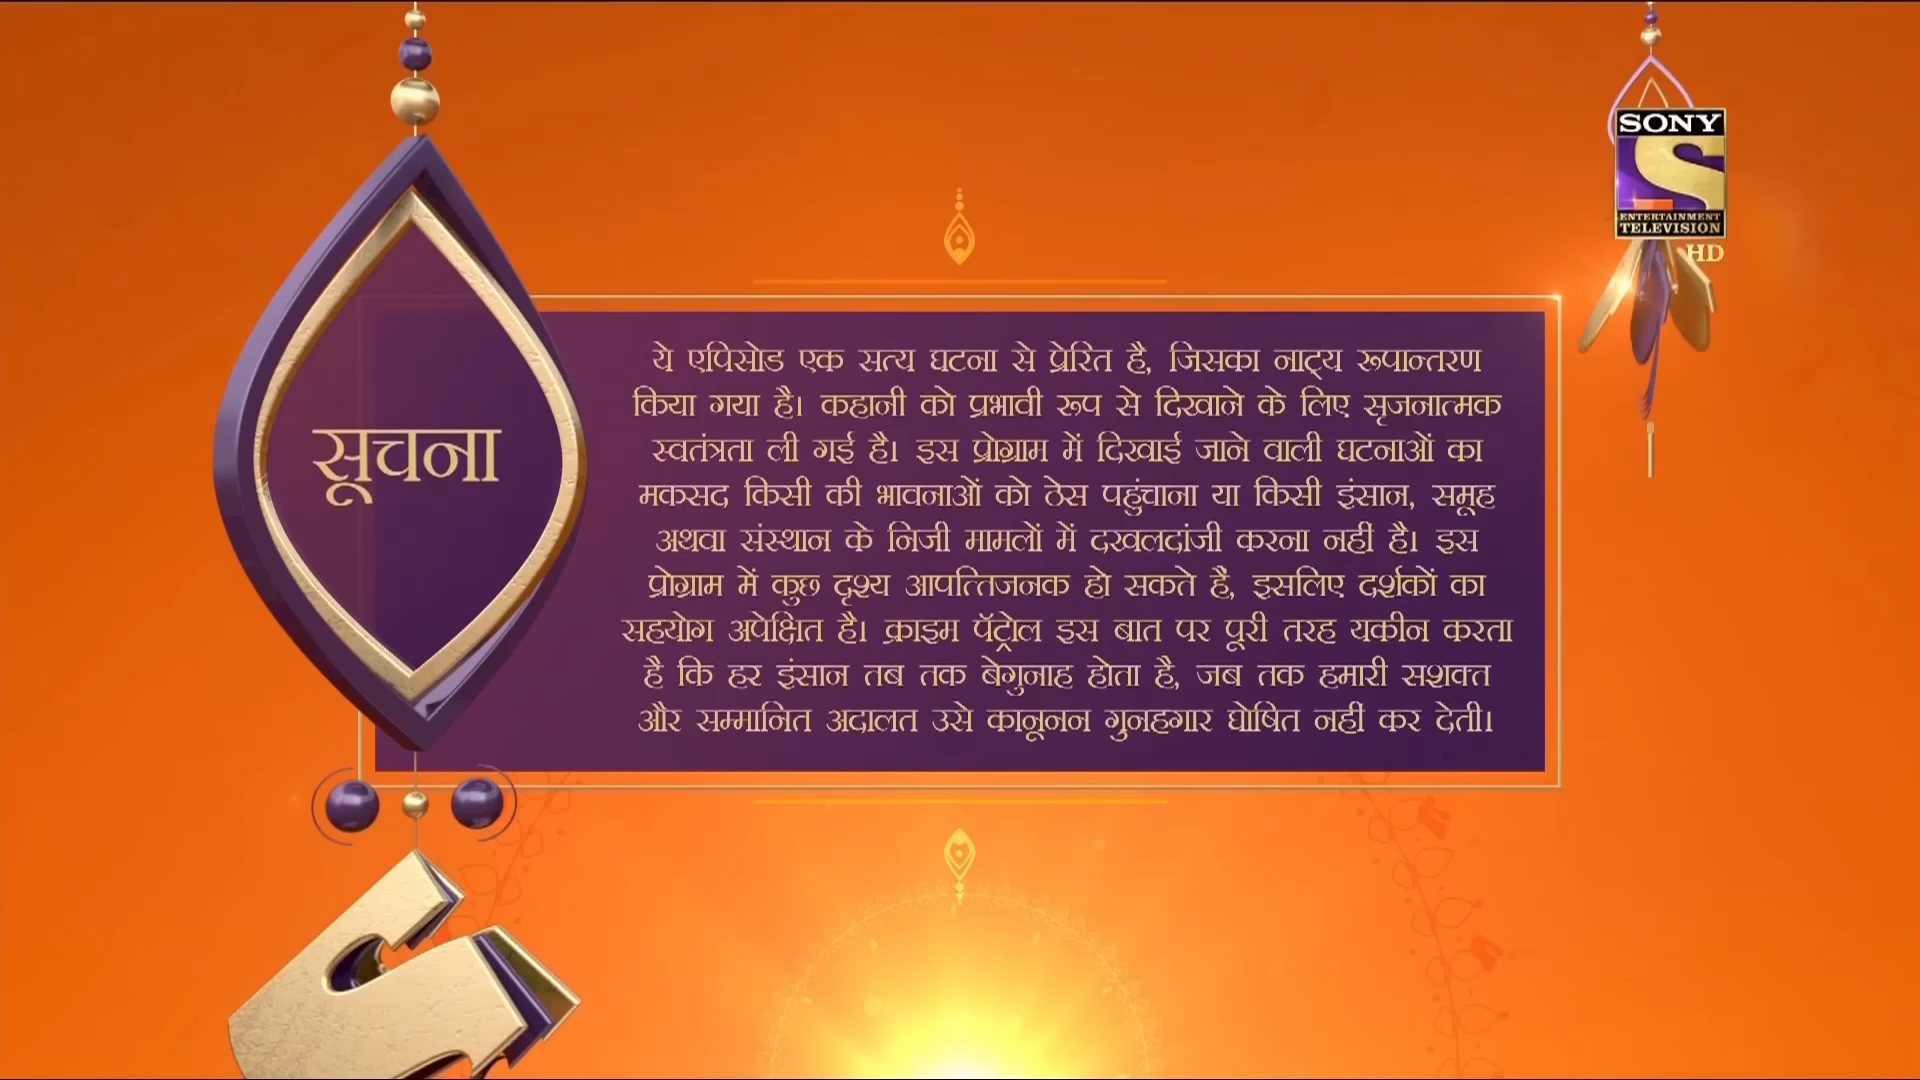 सूचना
ये एपिसोड एक सत्य घटना से प्रेरित है, जिसका नाट्य रूपान्तरण
किया गया है। कहानी को प्रभावी रूप से दिखाने के लिए सृजनात्मक
स्वतंत्रता ली गई है। इस प्रोग्राम में दिखाई जाने वाली घटनाओं का
मकसद किसी की भावनाओं को ठेस पहुंचाना या किसी इंसान, समूह
अथवा संस्थान के निजी मामलों में दखलदांजी करना नहीं है। इस
प्रोग्राम में कुछ दृश्य आपत्तिजनक हो सकते हैं, इसलिए दर्शकों का
सहयोग अपेक्षित है। क्राइम पॅट्रोल इस बात पर पूरी तरह यकीन करता
है कि हर इंसान तब तक बेगुनाह होता है, जब तक हमारी सशक्त
और सम्मानित अदालत उसे कानूनन गुनहगार घोषित नहीं कर देती।
SONY
ENTERTAINMENT
TELEVISION
HD